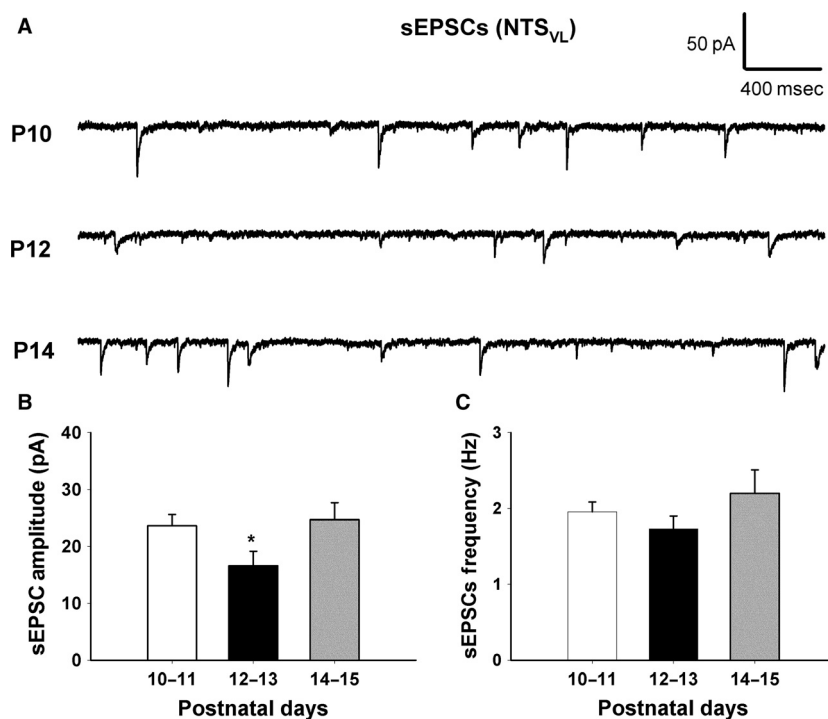 A
sEPSCs (NTSVL)
50 pA
400 msec
P10
P12
P14
B
sEPSC amplitude (pA)
40
30
20
10
0
*
10–11
12–13
14–15
Postnatal days
C
sEPSCs frequency (Hz)
3
2
1
0
10–11
12–13
14–15
Postnatal days